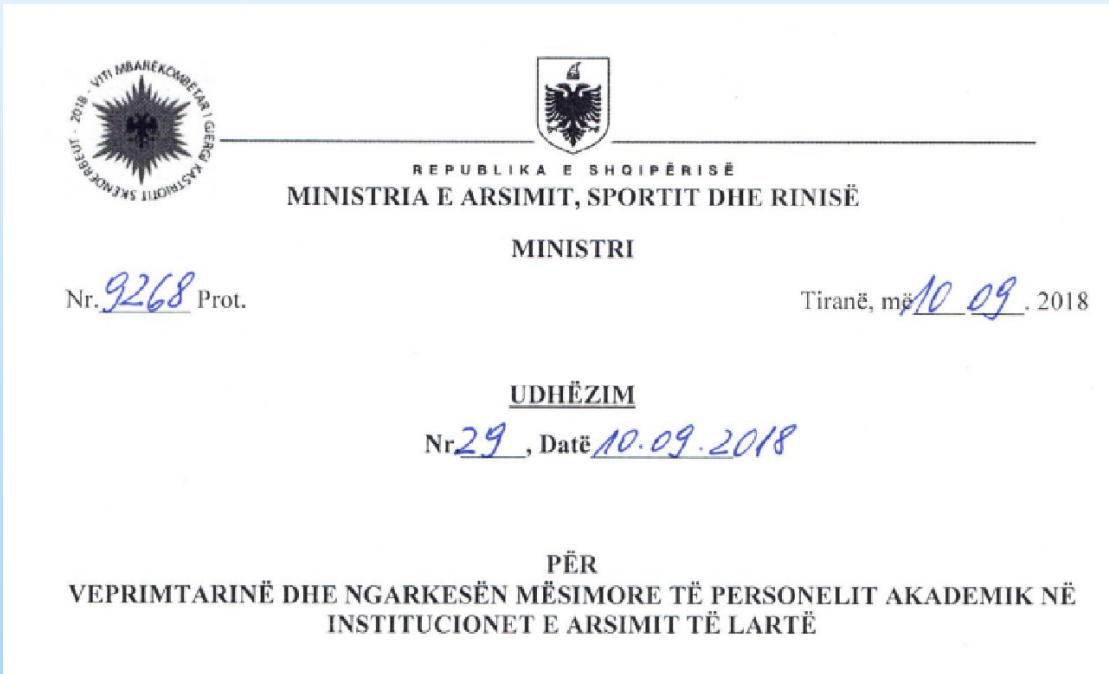 2018 - VITI MBARËKOMBËTAR I GJERGJ KASTRIOTIT SKËNDERBEUT -
REPUBLIKA E SHQIPËRISË
MINISTRIA E ARSIMIT, SPORTIT DHE RINISË
MINISTRI
Nr. 9268 Prot.
Tiranë, më 10 09 . 2018
UDHËZIM
Nr 29 , Datë 10.09.2018
PËR
VEPRIMTARINË DHE NGARKESËN MËSIMORE TË PERSONELIT AKADEMIK NË
INSTITUCIONET E ARSIMIT TË LARTË